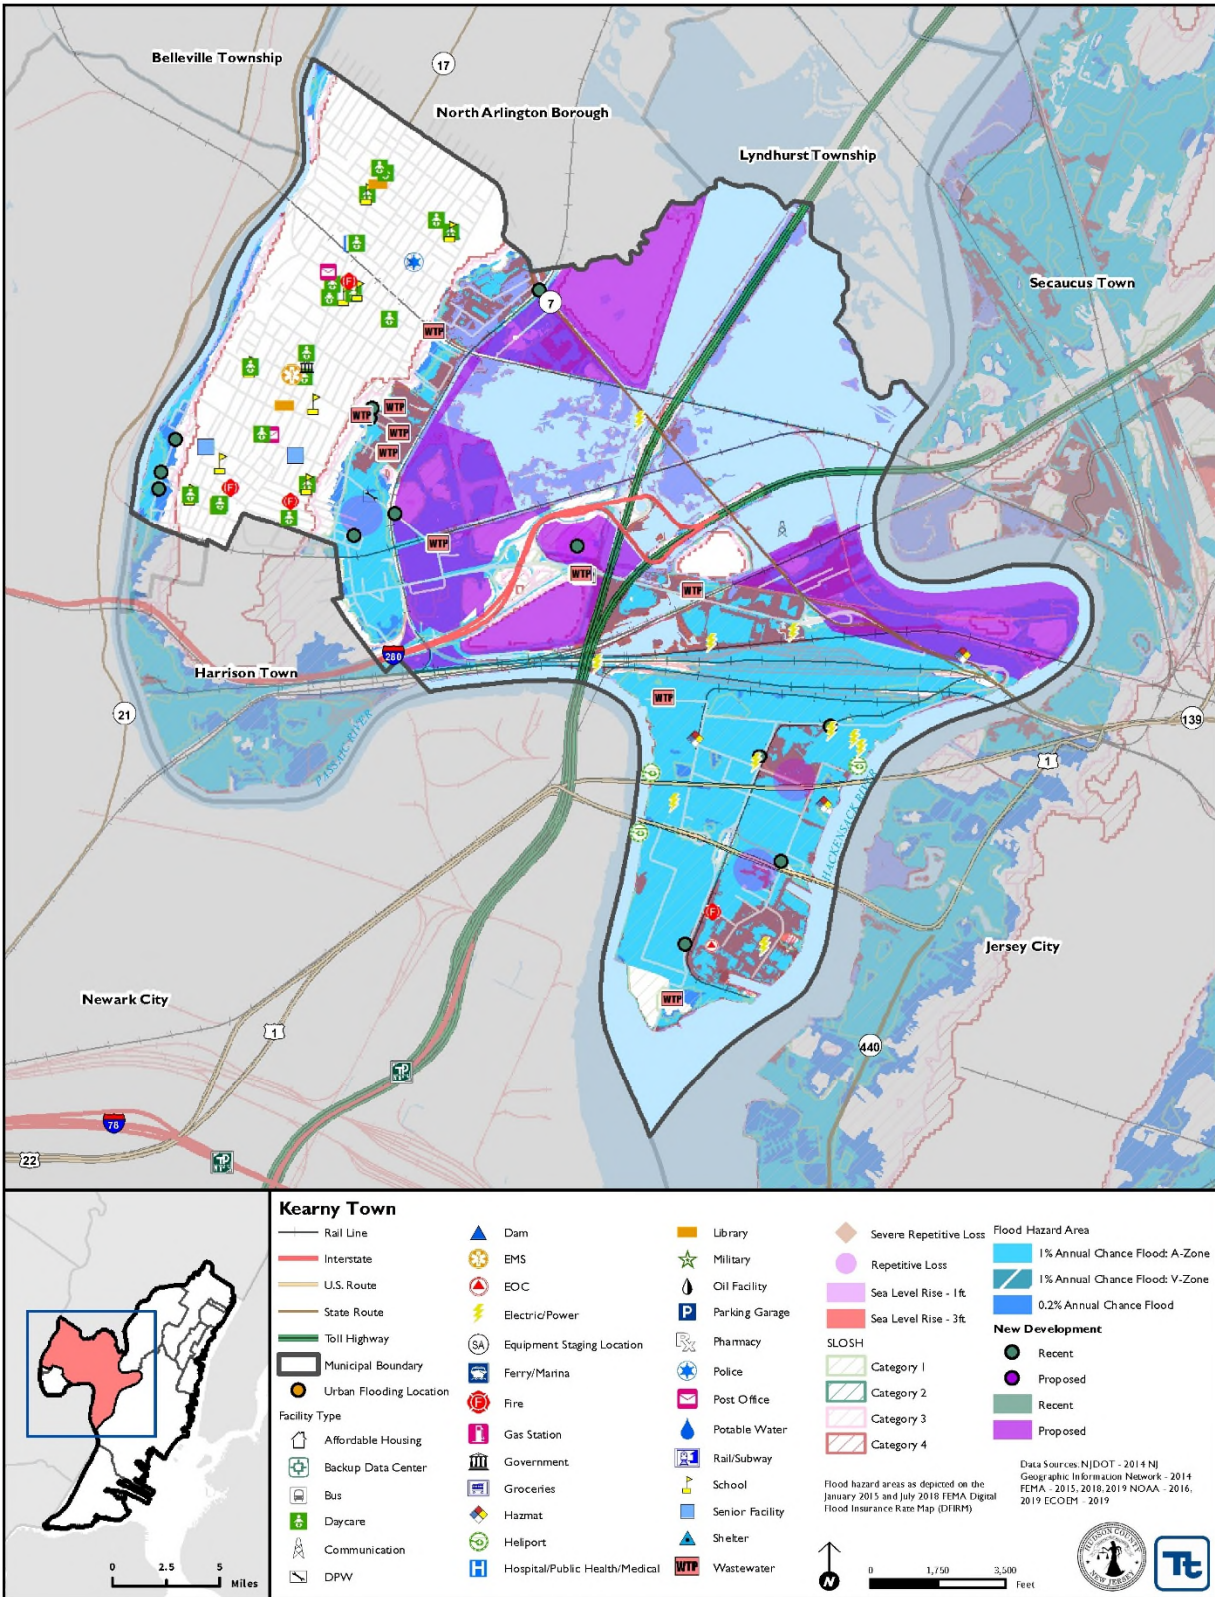 Belleville Township
17
North Arlington Borough
Lyndhurst Township
Secaucus Town
7
WTP
WTP
WTP
WTP
WTP
WTP
WTP
WTP
280
Harrison Town
WTP
21
PASSAIC RIVER
139
1
HACKENSACK RIVER
Jersey City
Newark City
WTP
1
440
78
22
Kearny Town
Rail Line
Interstate
U.S. Route
State Route
Toll Highway
Municipal Boundary
Urban Flooding Location
Facility Type
Affordable Housing
Backup Data Center
Bus
Daycare
Communication
DPW
Dam
EMS
EOC
Electric/Power
SA Equipment Staging Location
Ferry/Marina
F Fire
Gas Station
Government
Groceries
Hazmat
Heliport
H Hospital/Public Health/Medical
Library
Military
Oil Facility
P Parking Garage
Rx Pharmacy
Police
Post Office
Potable Water
Rail/Subway
School
Senior Facility
Shelter
WTP Wastewater
Severe Repetitive Loss
Repetitive Loss
Sea Level Rise - 1ft
Sea Level Rise - 3ft
SLOSH
Category 1
Category 2
Category 3
Category 4
Flood Hazard Area
1% Annual Chance Flood: A-Zone
1% Annual Chance Flood: V-Zone
0.2% Annual Chance Flood
New Development
Recent
Proposed
Recent
Proposed
Flood hazard areas as depicted on the
January 2015 and July 2018 FEMA Digital
Flood Insurance Rate Map (DFIRM)
Data Sources: NJDOT - 2014 NJ
Geographic Information Network - 2014
FEMA - 2015, 2018, 2019 NOAA - 2016,
2019 ECOEM - 2019
0 2.5 5
Miles
N
0 1,750 3,500
Feet
HUDSON COUNTY
NEW JERSEY
Tt